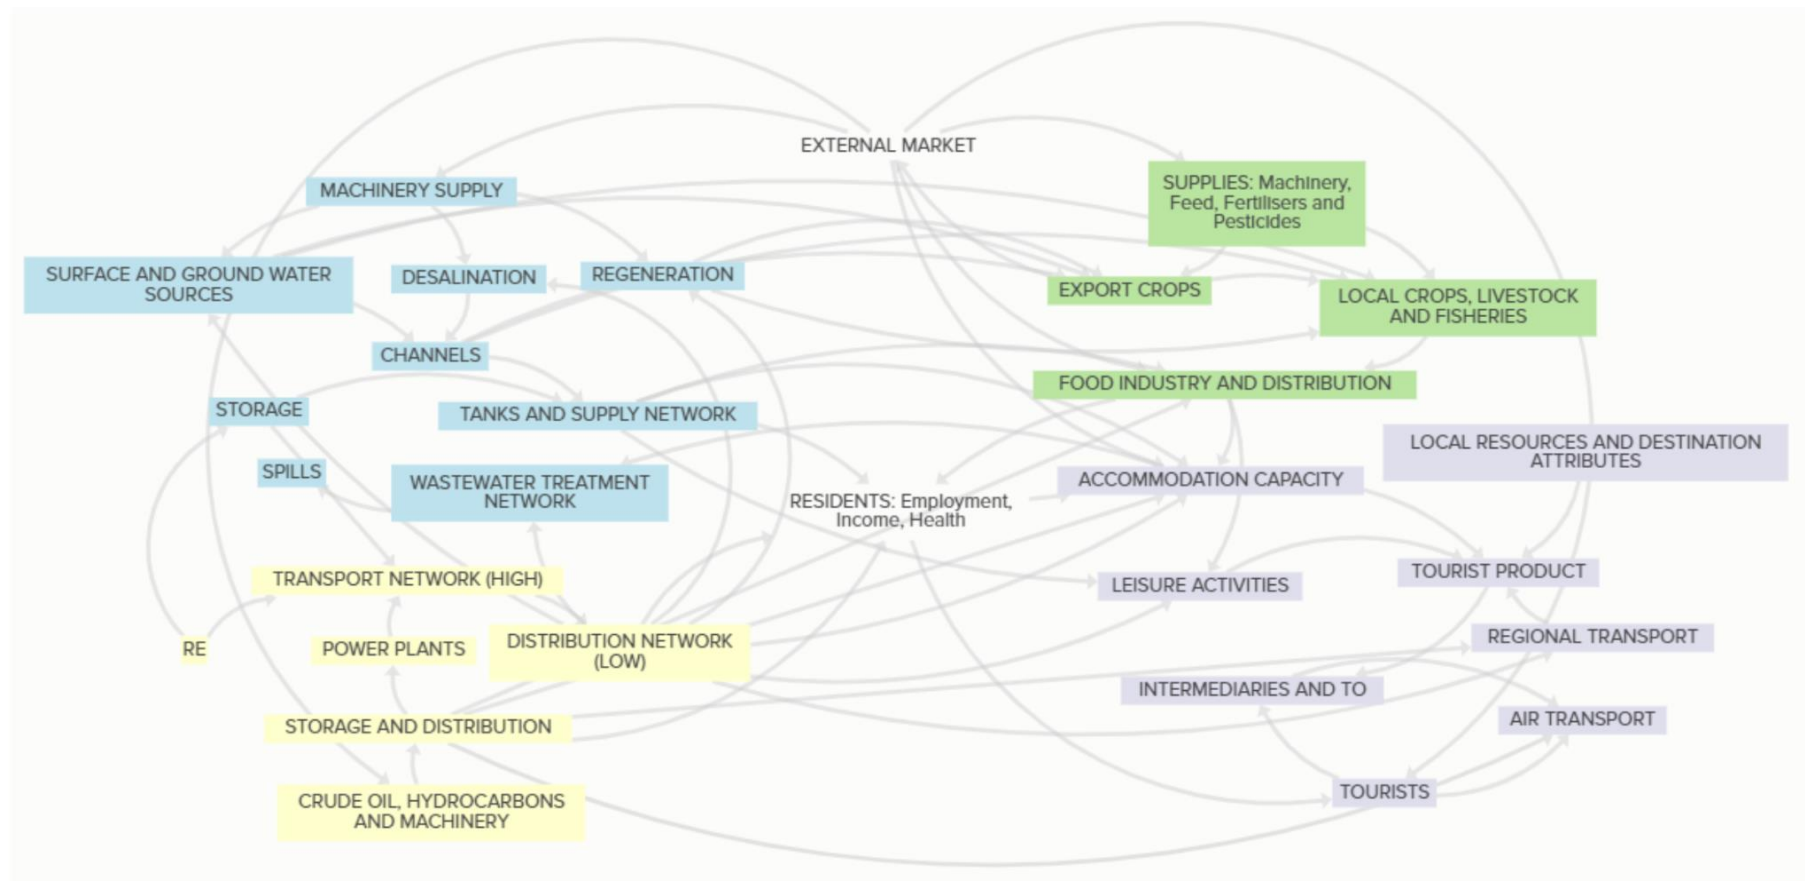 EXTERNAL MARKET
MACHINERY SUPPLY
SUPPLIES: Machinery,
Feed, Fertilisers and
Pesticides
SURFACE AND GROUND WATER
SOURCES
DESALINATION
REGENERATION
EXPORT CROPS
LOCAL CROPS, LIVESTOCK
AND FISHERIES
CHANNELS
FOOD INDUSTRY AND DISTRIBUTION
STORAGE
TANKS AND SUPPLY NETWORK
LOCAL RESOURCES AND DESTINATION
ATTRIBUTES
SPILLS
WASTEWATER TREATMENT
NETWORK
ACCOMMODATION CAPACITY
RESIDENTS: Employment,
Income, Health
TRANSPORT NETWORK (HIGH)
LEISURE ACTIVITIES
TOURIST PRODUCT
RE
POWER PLANTS
DISTRIBUTION NETWORK
(LOW)
REGIONAL TRANSPORT
INTERMEDIARIES AND TO
STORAGE AND DISTRIBUTION
AIR TRANSPORT
CRUDE OIL, HYDROCARBONS
AND MACHINERY
TOURISTS